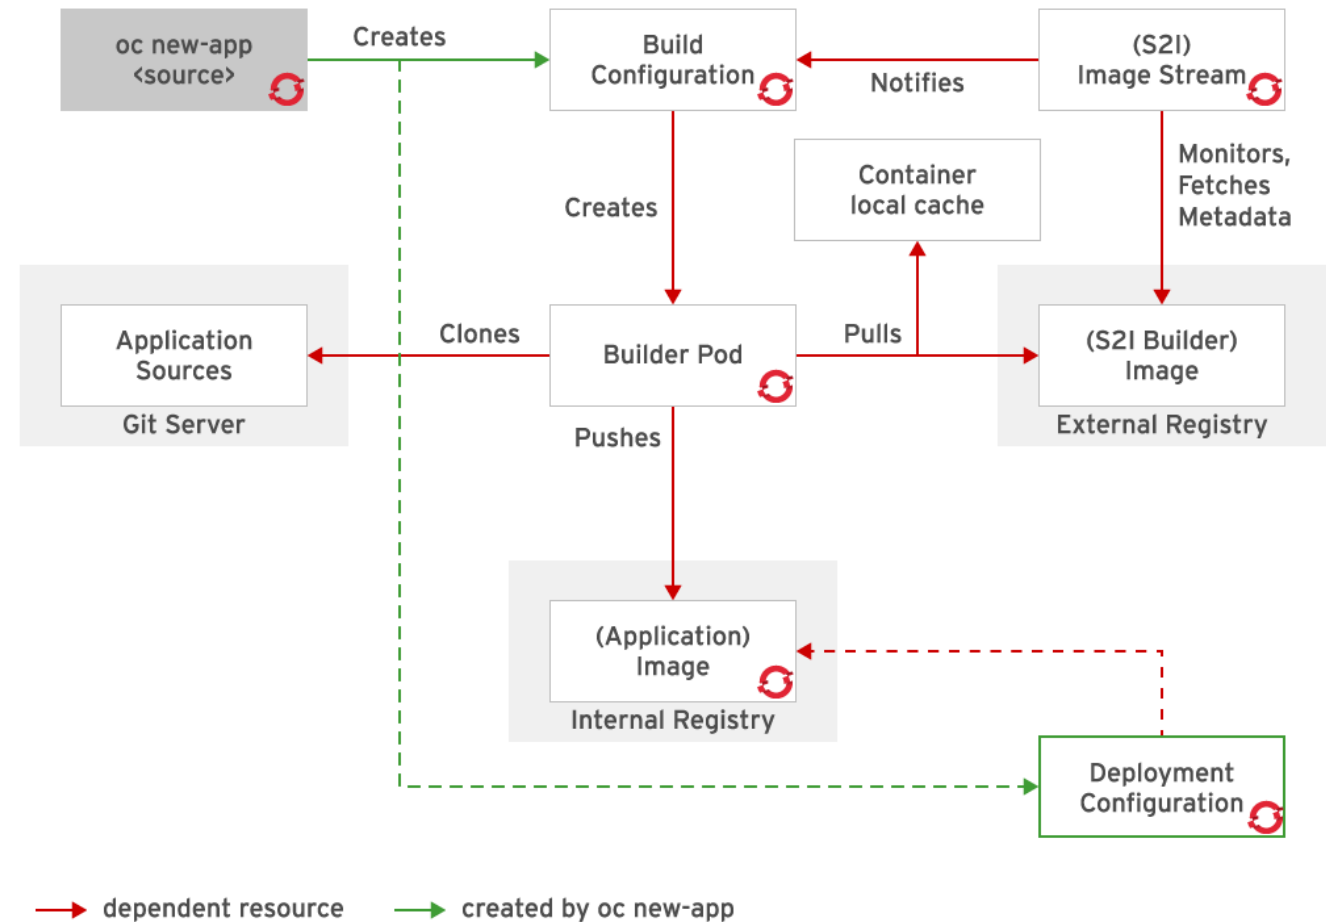 oc new-app
<source>
Creates
Build
Configuration
Notifies
(S2I)
Image Stream
Monitors,
Fetches
Metadata
Container
local cache
Creates
Application
Sources
Git Server
Clones
Builder Pod
Pulls
(S2I Builder)
Image
External Registry
Pushes
(Application)
Image
Internal Registry
Deployment
Configuration
dependent resource
created by oc new-app